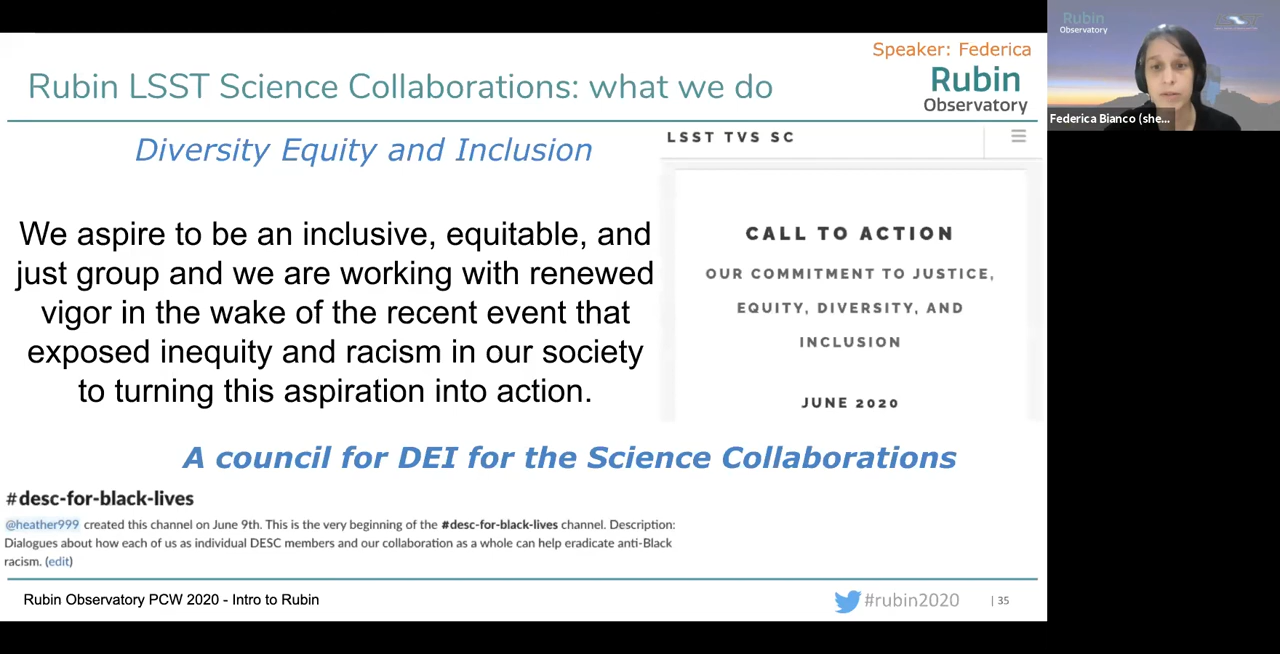 Speaker: Federica
Rubin LSST Science Collaborations: what we do
Rubin
Observatory
Diversity Equity and Inclusion
We aspire to be an inclusive, equitable, and
just group and we are working with renewed
vigor in the wake of the recent event that
exposed inequity and racism in our society
to turning this aspiration into action.
LSST TVS SC
CALL TO ACTION
OUR COMMITMENT TO JUSTICE,
EQUITY, DIVERSITY, AND
INCLUSION
JUNE 2020
A council for DEI for the Science Collaborations
#desc-for-black-lives
@heather999 created this channel on June 9th. This is the very beginning of the #desc-for-black-lives channel. Description:
Dialogues about how each of us as individual DESC members and our collaboration as a whole can help eradicate anti-Black
racism. (edit)
Rubin Observatory PCW 2020 - Intro to Rubin
#rubin2020
| 35
Rubin
Observatory
Federica Bianco (she...